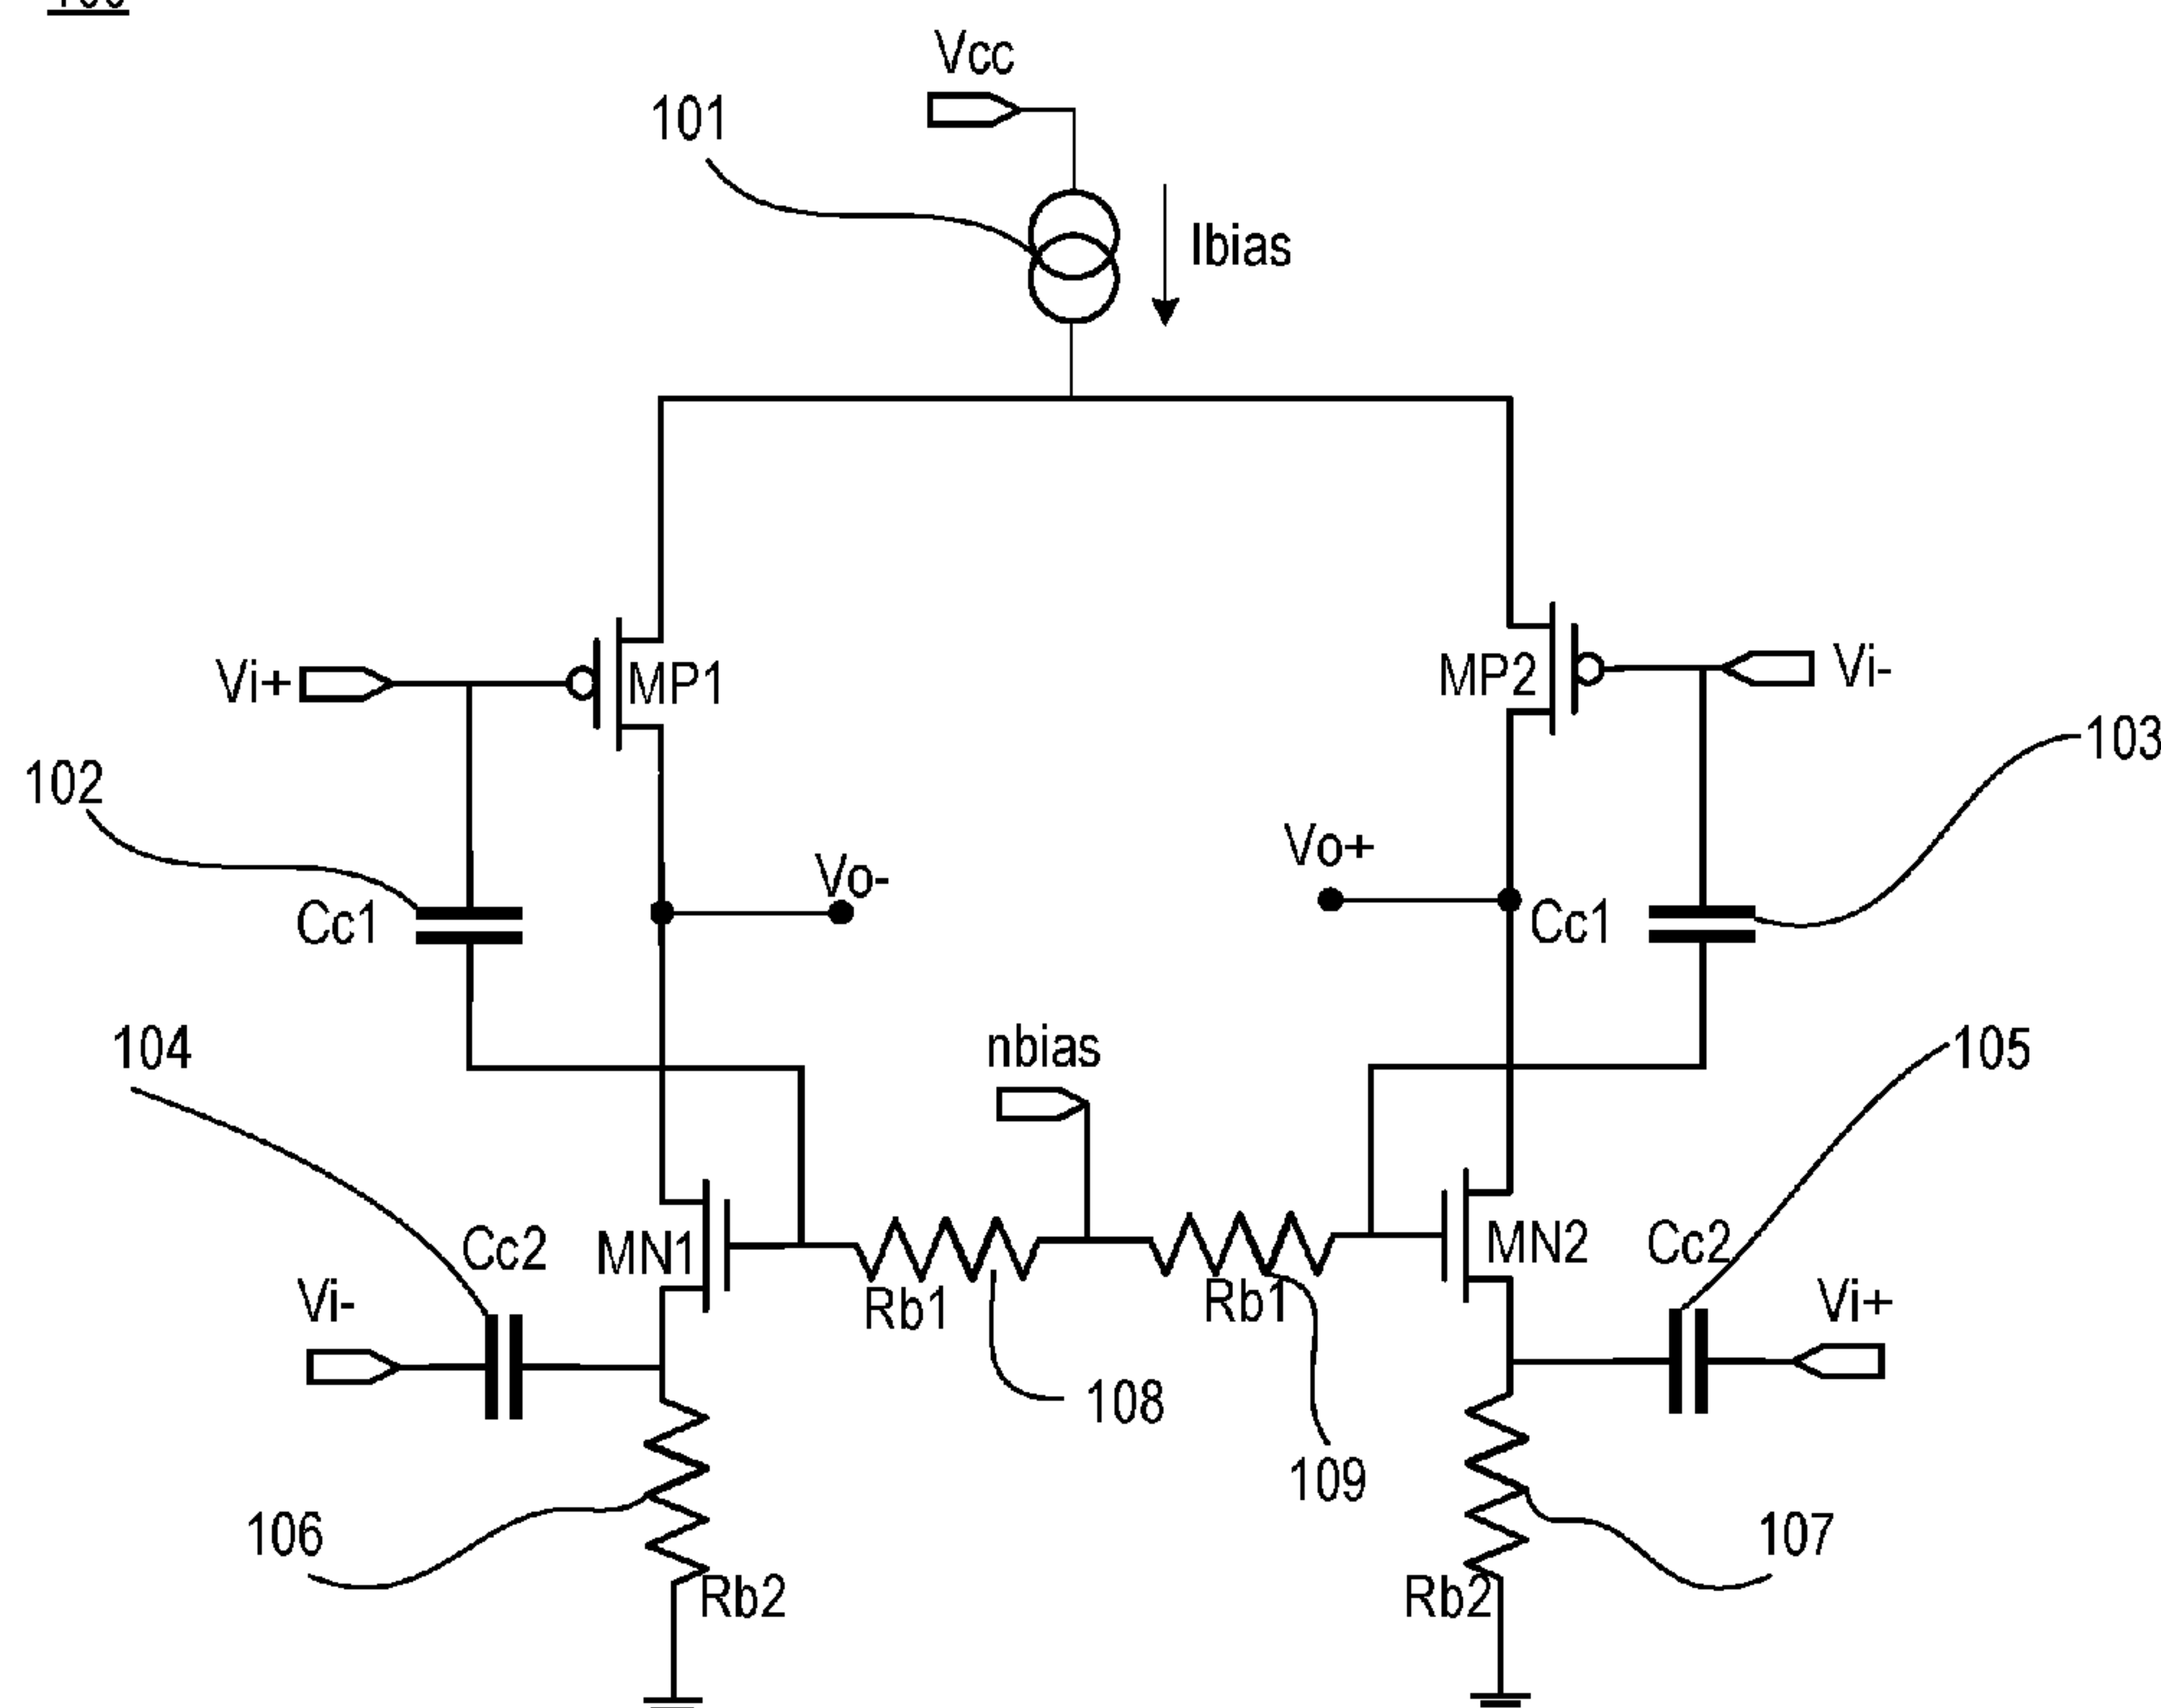 Vcc
101
Ibias
Vi+
MP1
MP2
Vi-
103
102
Vo-
Vo+
Cc1
Cc1
104
nbias
105
Cc2
MN1
MN2
Cc2
Vi-
Rb1
Rb1
Vi+
108
109
106
107
Rb2
Rb2